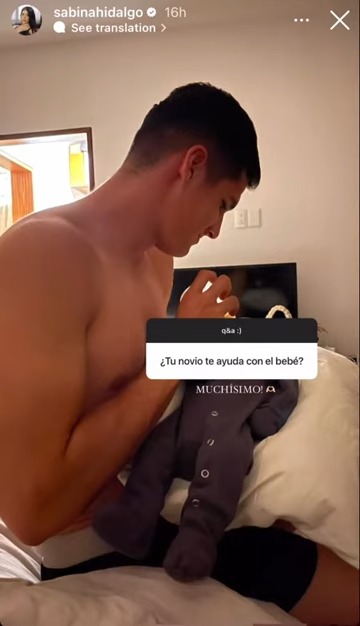 sabinahidalgo 16h
See translation >
q&a :)
¿Tu novio te ayuda con el bebé?
MUCHÍSIMO! 🫶🏻